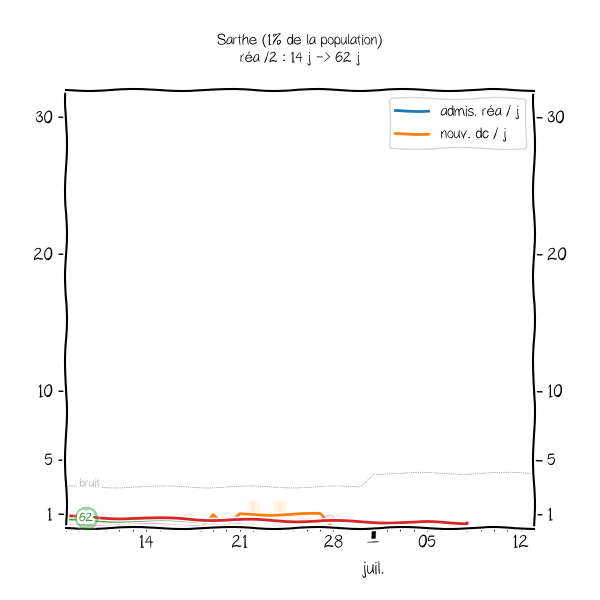 Sarthe (1% de la population)
réa /2 : 14 j -> 62 j
admis. réa / j
nouv. dc / j
30
30
20
20
10
10
5
5
bruit
1
62
1
14
21
28
1
05
12
juil.